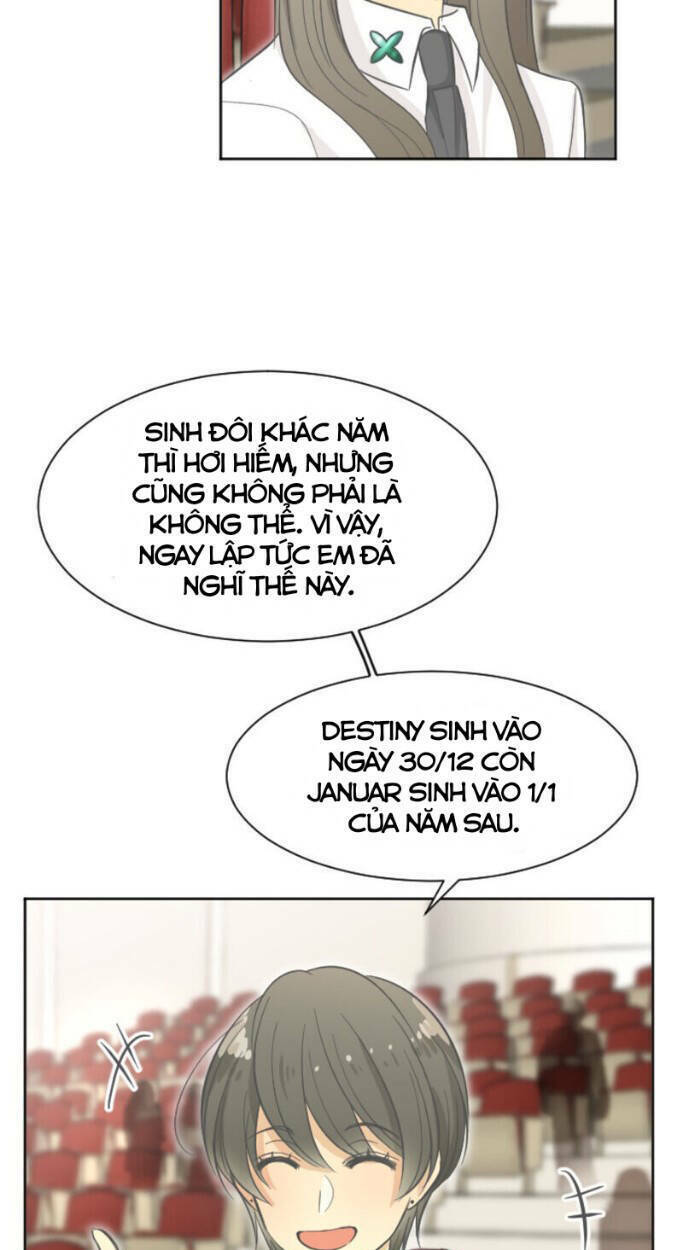 SINH ĐÔI KHÁC NĂM
THÌ HƠI HIẾM, NHƯNG
CŨNG KHÔNG PHẢI LÀ
KHÔNG THỂ. VÌ VẬY,
NGAY LẬP TỨC EM ĐÃ
NGHĨ THẾ NÀY.
DESTINY SINH VÀO
NGÀY 30/12 CÒN
JANUAR SINH VÀO 1/1
CỦA NĂM SAU.